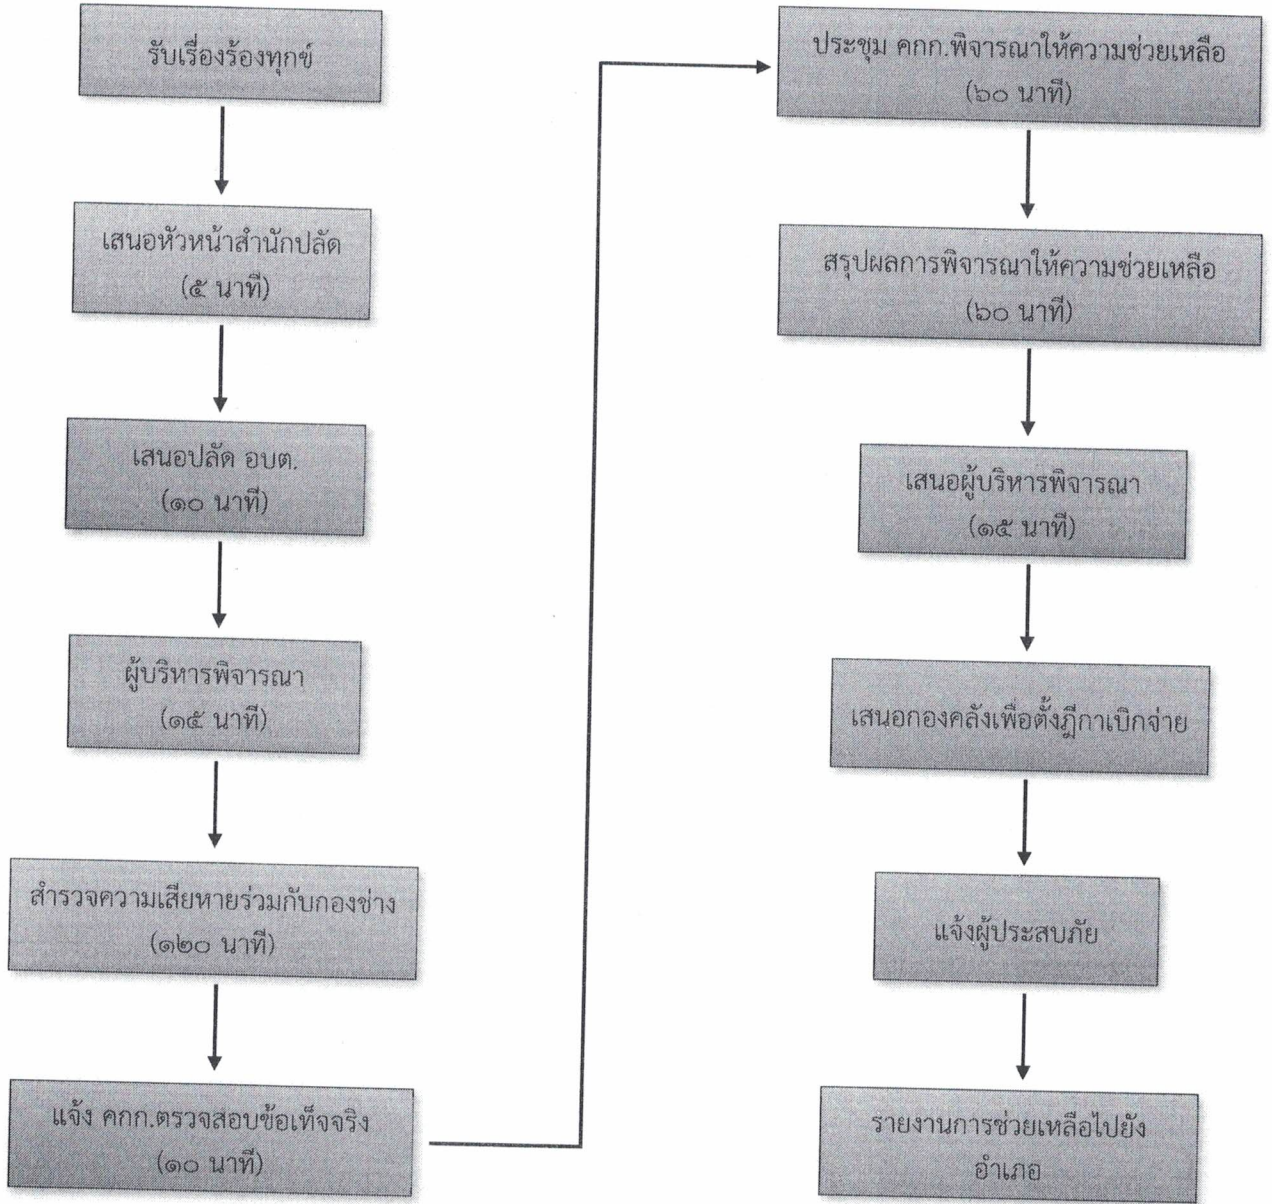 รับเรื่องร้องทุกข์
เสนอหัวหน้าสำนักปลัด
(๕ นาที)
เสนอปลัด อบต.
(๑๐ นาที)
ผู้บริหารพิจารณา
(๑๕ นาที)
สำรวจความเสียหายร่วมกับกองช่าง
(๑๒๐ นาที)
แจ้ง คกก.ตรวจสอบข้อเท็จจริง
(๑๐ นาที)
ประชุม คกก.พิจารณาให้ความช่วยเหลือ
(๖๐ นาที)
สรุปผลการพิจารณาให้ความช่วยเหลือ
(๖๐ นาที)
เสนอผู้บริหารพิจารณา
(๑๕ นาที)
เสนอกองคลังเพื่อตั้งฎีกาเบิกจ่าย
แจ้งผู้ประสบภัย
รายงานการช่วยเหลือไปยัง
อำเภอ